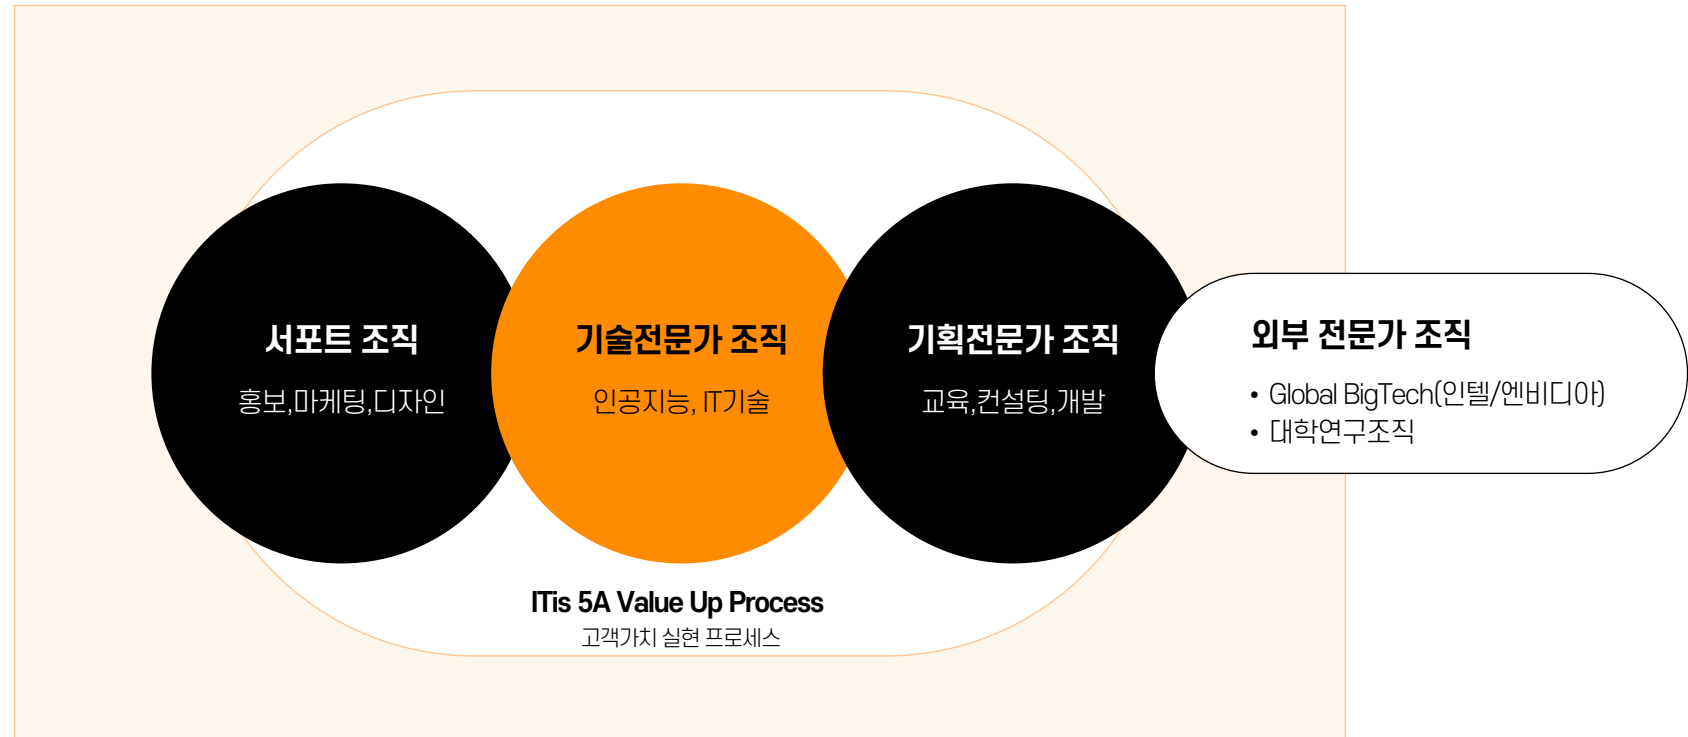 서포트 조직
홍보,마케팅,디자인
기술전문가 조직
인공지능, IT기술
기획전문가 조직
교육,컨설팅,개발
외부 전문가 조직
• Global BigTech(인텔/엔비디아)
• 대학연구조직
ITis 5A Value Up Process
고객가치 실현 프로세스